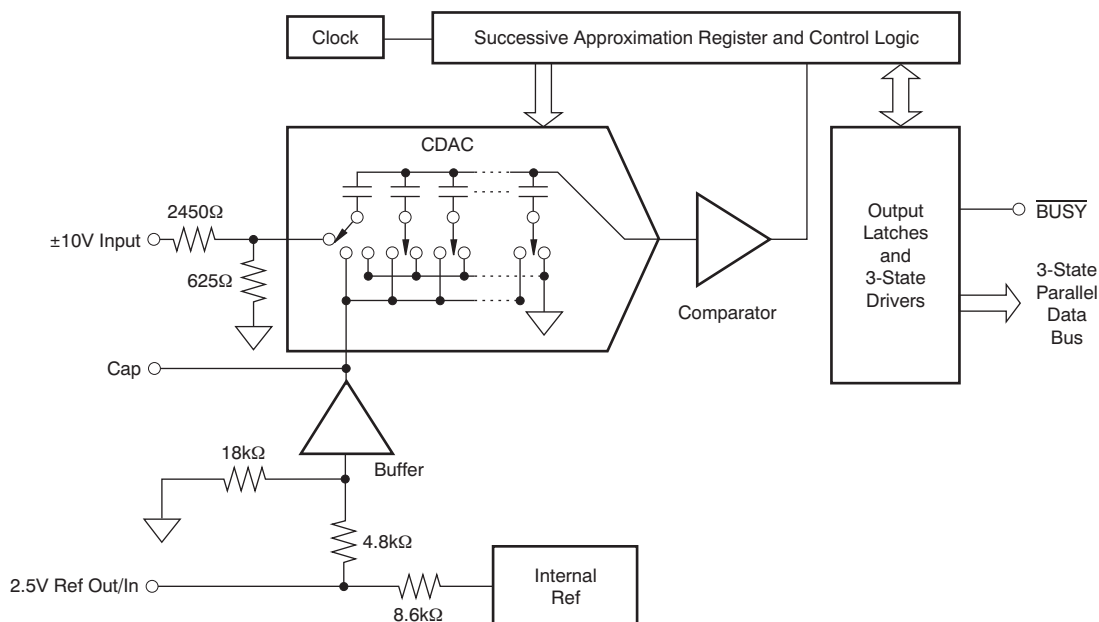 Clock
Successive Approximation Register and Control Logic
CDAC
2450Ω
±10V Input
625Ω
Comparator
Output
Latches
and
3-State
Drivers
BUSY
3-State
Parallel
Data
Bus
Cap
Buffer
18kΩ
4.8kΩ
2.5V Ref Out/In
8.6kΩ
Internal
Ref